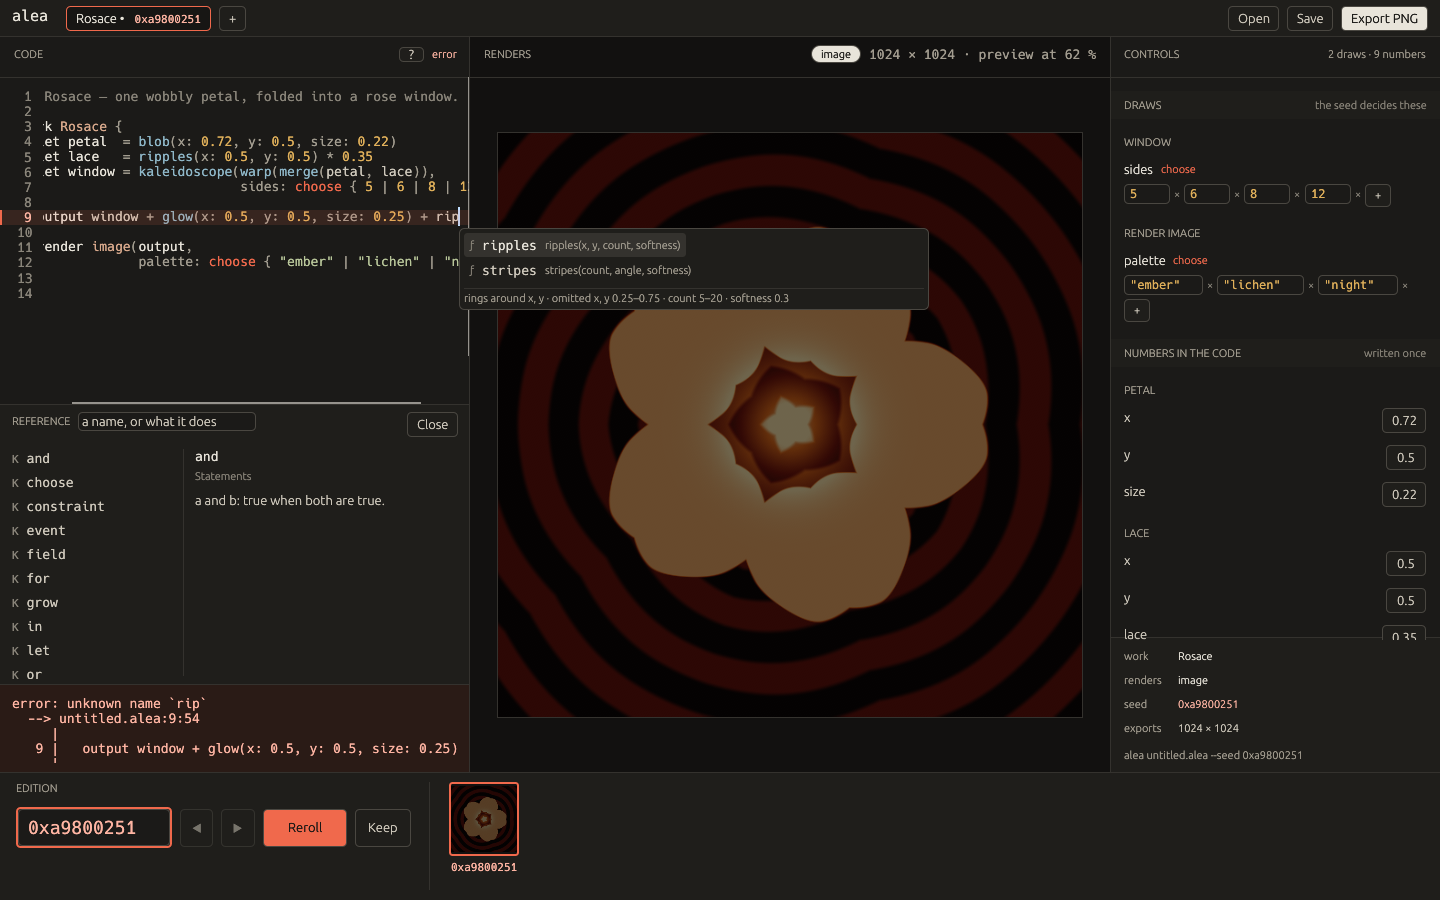 alea
Rosace • 0xa9800251
+
Open
Save
Export PNG
CODE
?
error
1 Rosace — one wobbly petal, folded into a rose window.
2
3 k Rosace {
4 et petal = blob(x: 0.72, y: 0.5, size: 0.22)
5 et lace = ripples(x: 0.5, y: 0.5) * 0.35
6 et window = kaleidoscope(warp(merge(petal, lace)),
7 sides: choose { 5 | 6 | 8 | 1
8
9 utput window + glow(x: 0.5, y: 0.5, size: 0.25) + rip
10
11 ender image(output,
12 palette: choose { "ember" | "lichen" | "n
13
14
ƒ ripples ripples(x, y, count, softness)
ƒ stripes stripes(count, angle, softness)
rings around x, y · omitted x, y 0.25–0.75 · count 5–20 · softness 0.3
REFERENCE
a name, or what it does
Close
K and
K choose
K constraint
K event
K field
K for
K grow
K in
K let
K or
and
Statements
a and b: true when both are true.
error: unknown name `rip`
--> untitled.alea:9:54
|
9 | output window + glow(x: 0.5, y: 0.5, size: 0.25)
RENDERS
image
1024 × 1024 · preview at 62 %
CONTROLS
2 draws · 9 numbers
DRAWS
the seed decides these
WINDOW
sides choose
5 × 6 × 8 × 12 × +
RENDER IMAGE
palette choose
"ember" × "lichen" × "night" ×
+
NUMBERS IN THE CODE
written once
PETAL
x 0.72
y 0.5
size 0.22
LACE
x 0.5
y 0.5
lace 0.35
work Rosace
renders image
seed 0xa9800251
exports 1024 × 1024
alea untitled.alea --seed 0xa9800251
EDITION
0xa9800251
◀
▶
Reroll
Keep
0xa9800251